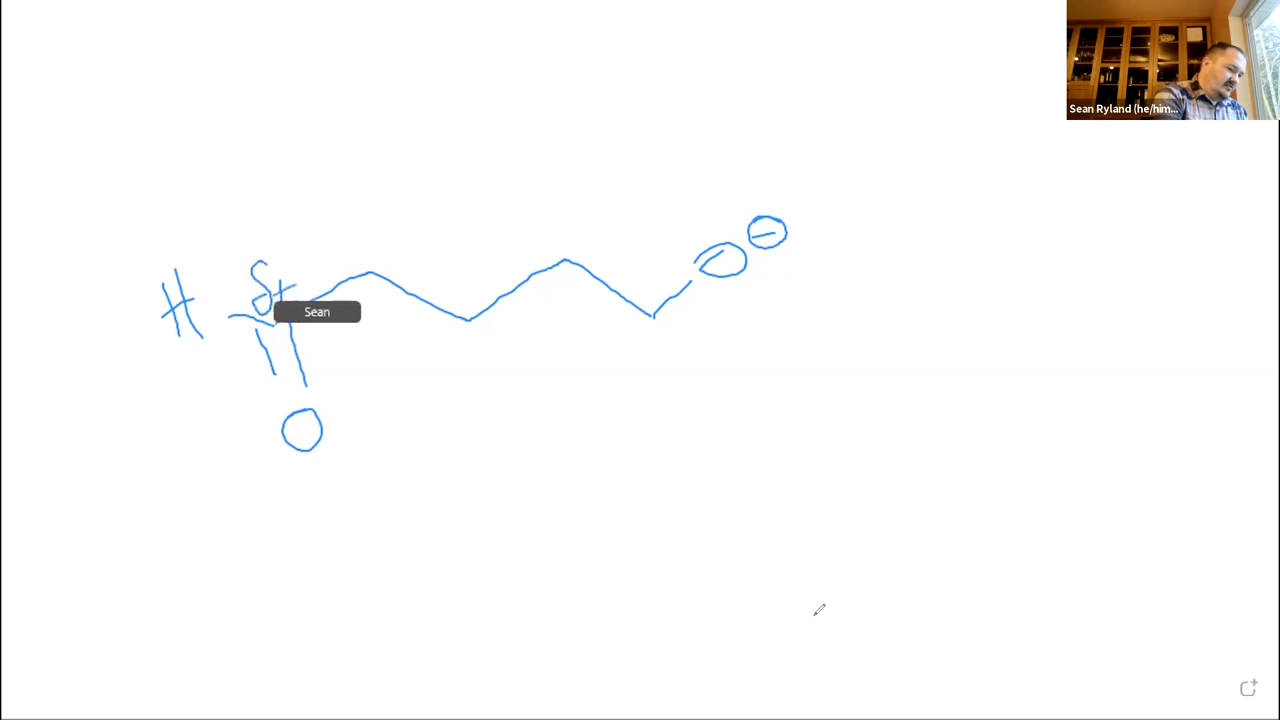 Sean Ryland (he/him...
⊖
O
H
δ+
Sean
O